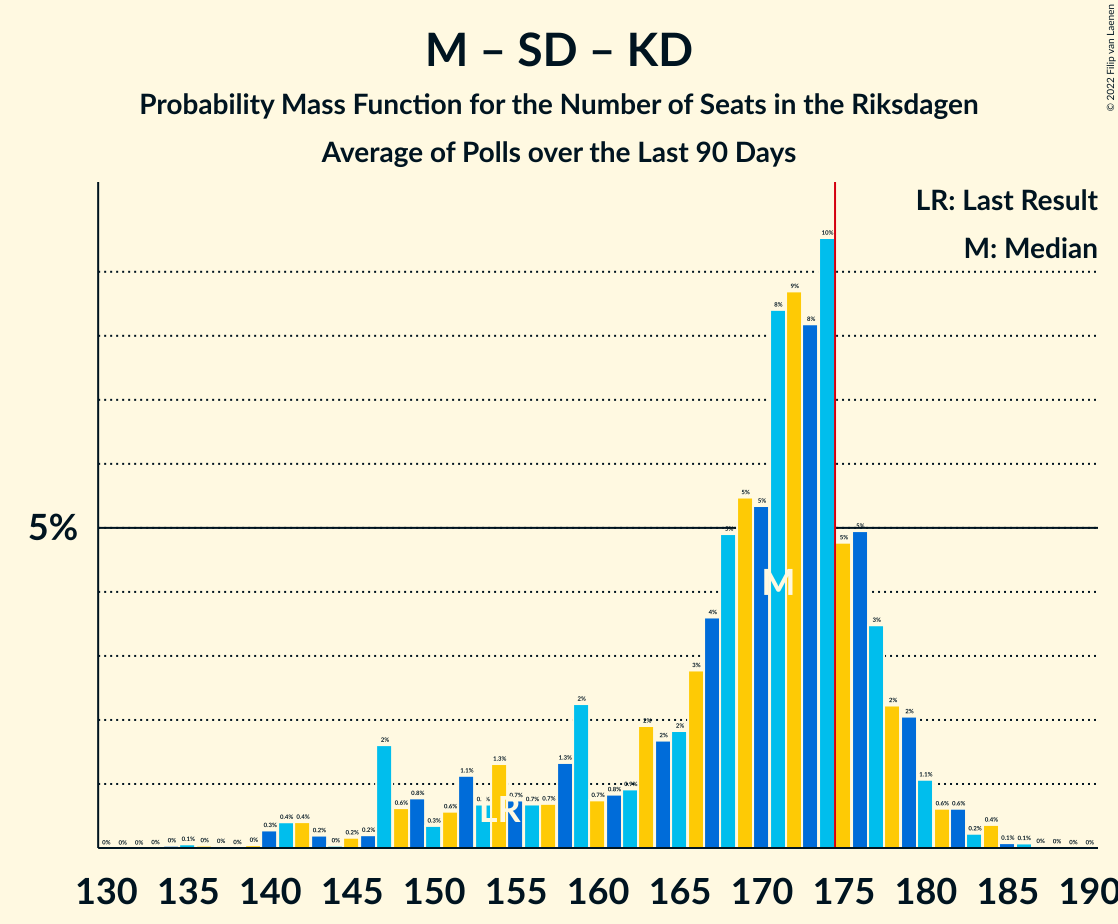 M – SD – KD
Probability Mass Function for the Number of Seats in the Riksdagen
Average of Polls over the Last 90 Days
© 2022 Filip van Laenen
LR: Last Result
M: Median
5%
0% 0% 0% 0% 0% 0.1% 0% 0% 0% 0% 0.3% 0.4% 0.4% 0.2% 0% 0.2% 0.2% 2% 0.6% 0.8% 0.3% 0.6% 1.1% 1.3% 0.7% 0.7% 0.7% 1.3% 2% 0.7% 0.8% 0.9% 2% 2% 2% 3% 4% 5% 5% 5% 8% 9% 8% 10% 5% 5% 3% 2% 2% 1.1% 0.6% 0.6% 0.2% 0.4% 0.1% 0.1% 0% 0% 0% 0%
M
LR
130 135 140 145 150 155 160 165 170 175 180 185 190